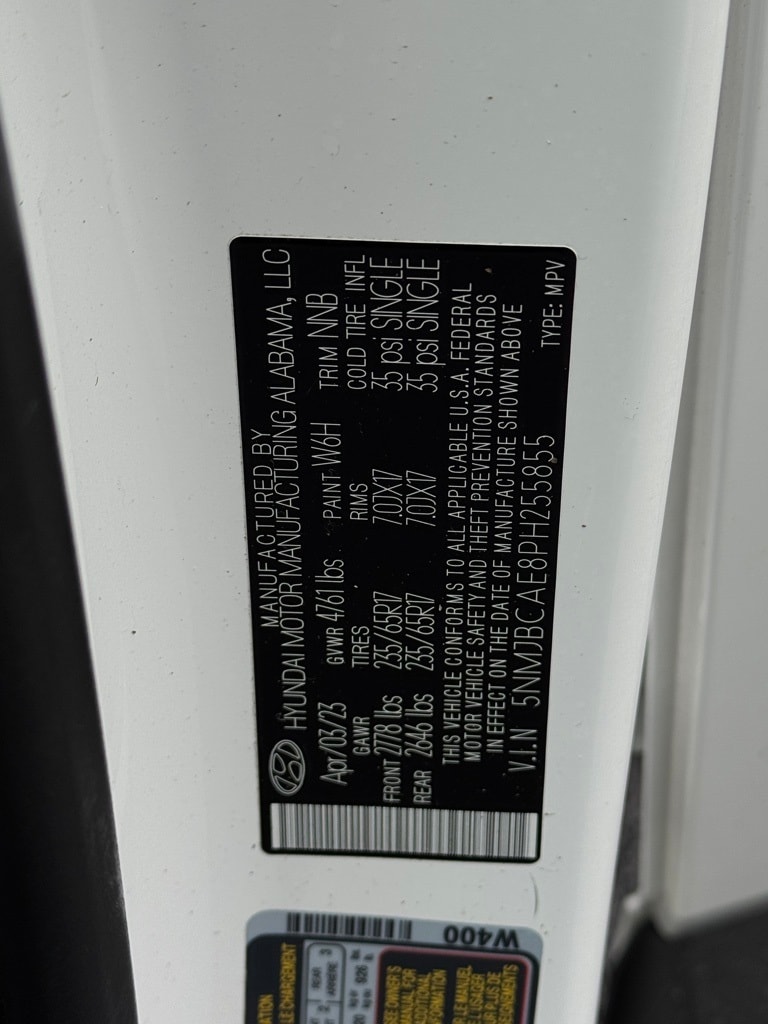 MANUFACTURED BY
HYUNDAI MOTOR MANUFACTURING ALABAMA, LLC
Apr/03/23 GVWR 4761 lbs PAINT W6H TRIM NNB
GAWR TIRES RIMS COLD TIRE INFL
FRONT 2778 lbs 235/65R17 7.0JX17 35 psi SINGLE
REAR 2646 lbs 235/65R17 7.0JX17 35 psi SINGLE
THIS VEHICLE CONFORMS TO ALL APPLICABLE U.S.A. FEDERAL
MOTOR VEHICLE SAFETY AND THEFT PREVENTION STANDARDS
IN EFFECT ON THE DATE OF MANUFACTURE SHOWN ABOVE
V.I.N 5NMJBCAE8PH255855 TYPE: MPV
W400
REAR 3
ARRIÈRE